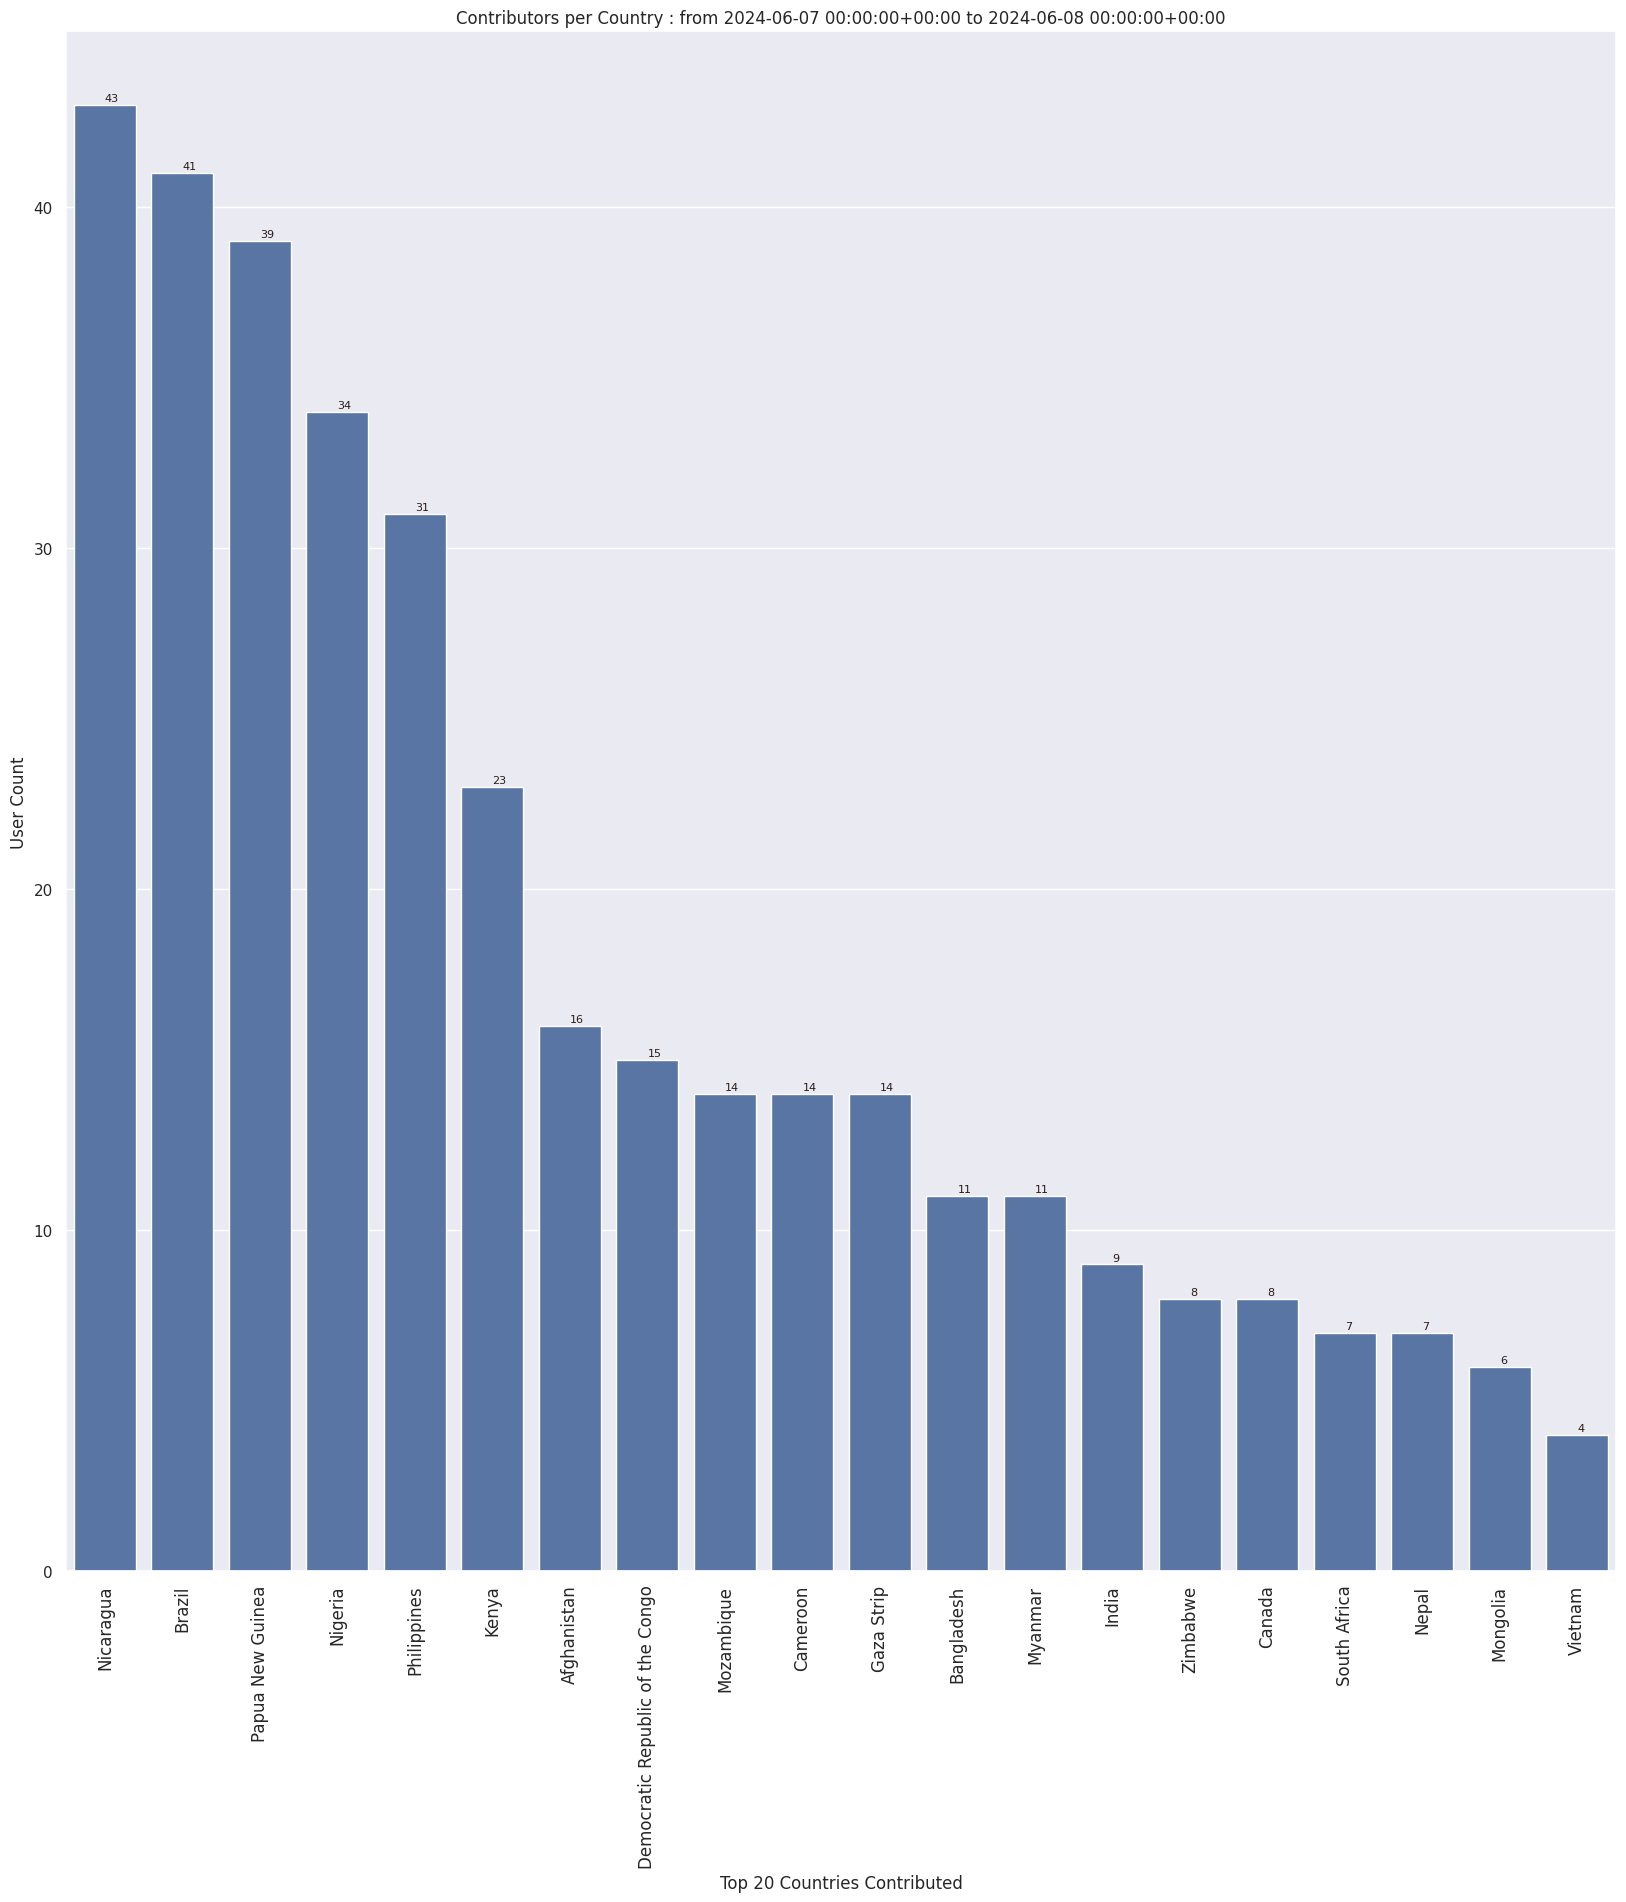 Contributors per Country : from 2024-06-07 00:00:00+00:00 to 2024-06-08 00:00:00+00:00
User Count
40
30
20
10
0
43
41
39
34
31
23
16
15
14
14
14
11
11
9
8
8
7
7
6
4
Nicaragua
Brazil
Papua New Guinea
Nigeria
Philippines
Kenya
Afghanistan
Democratic Republic of the Congo
Mozambique
Cameroon
Gaza Strip
Bangladesh
Myanmar
India
Zimbabwe
Canada
South Africa
Nepal
Mongolia
Vietnam
Top 20 Countries Contributed